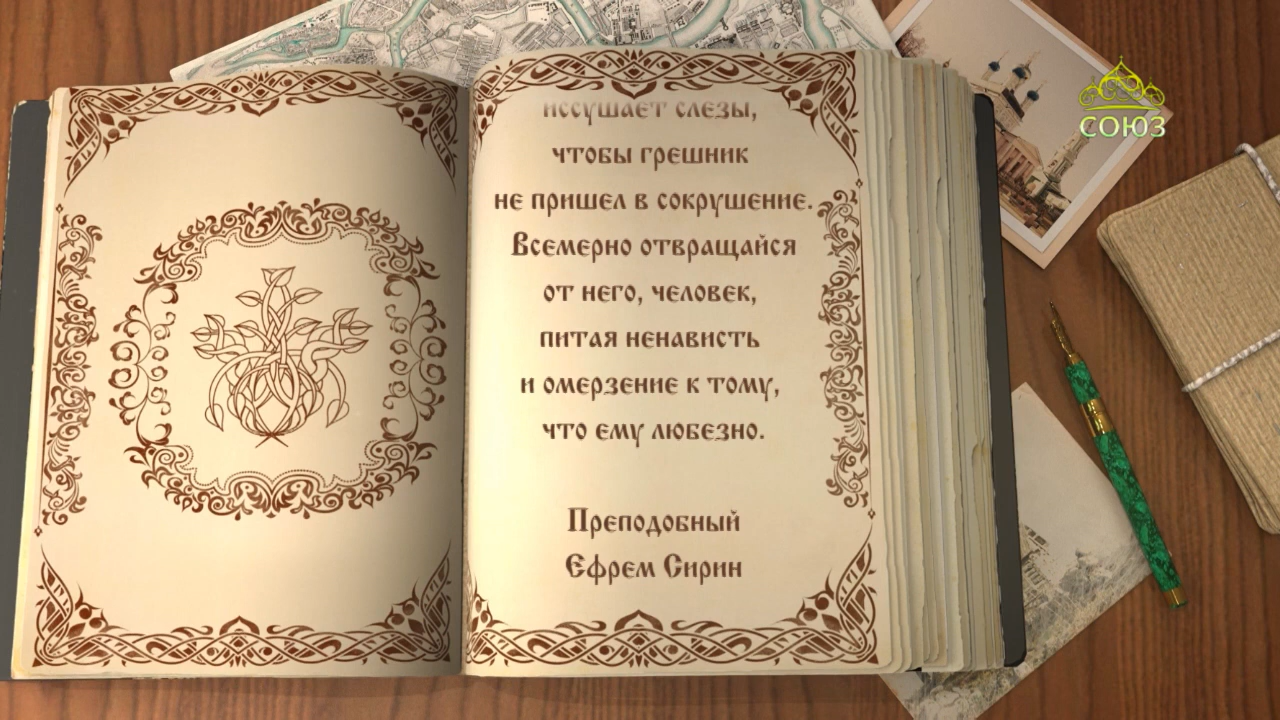 иссушает слезы,
чтобы грешник
не пришел в сокрушение.
Всемерно отвращайся
от него, человек,
питая ненависть
и омерзение к тому,
что ему любезно.
Преподобный
Ефрем Сирин
СОЮЗ